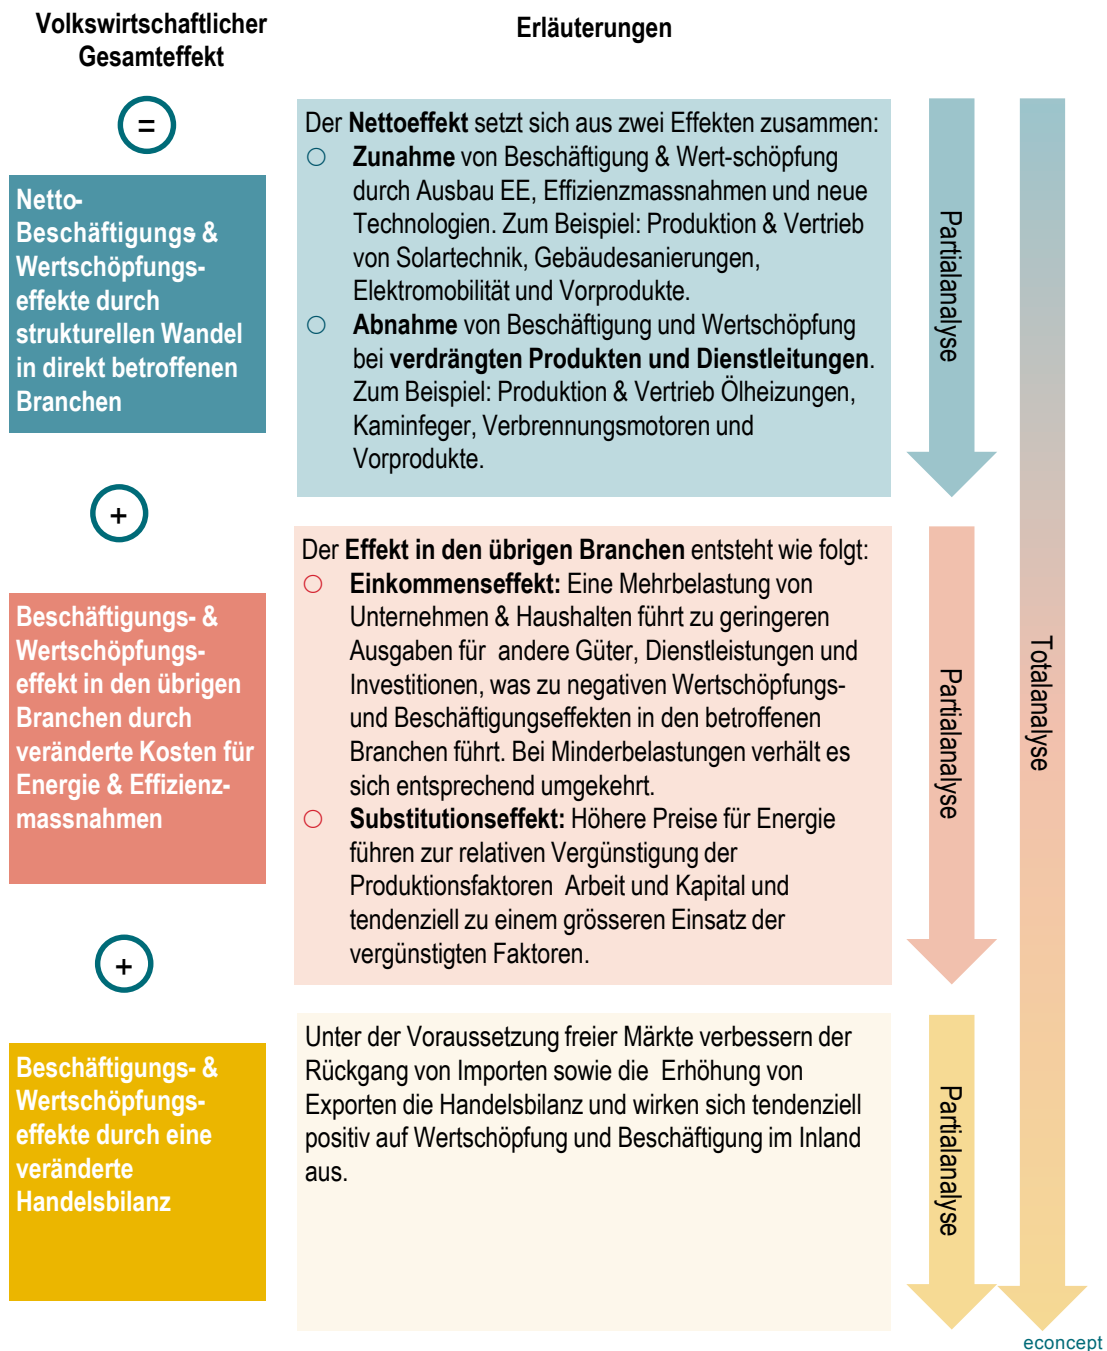 Volkswirtschaftlicher
Gesamteffekt
Erläuterungen
=
Netto-
Beschäftigungs- &
Wertschöpfungs-
effekte durch
strukturellen Wandel
in direkt betroffenen
Branchen
Der Nettoeffekt setzt sich aus zwei Effekten zusammen:
Zunahme von Beschäftigung & Wert-schöpfung
durch Ausbau EE, Effizienzmassnahmen und neue
Technologien. Zum Beispiel: Produktion & Vertrieb
von Solartechnik, Gebäudesanierungen,
Elektromobilität und Vorprodukte.
Abnahme von Beschäftigung und Wertschöpfung
bei verdrängten Produkten und Dienstleitungen.
Zum Beispiel: Produktion & Vertrieb Ölheizungen,
Kaminfeger, Verbrennungsmotoren und
Vorprodukte.
Partialanalyse
+
Beschäftigungs- &
Wertschöpfungs-
effekt in den übrigen
Branchen durch
veränderte Kosten für
Energie & Effizienz-
massnahmen
Der Effekt in den übrigen Branchen entsteht wie folgt:
Einkommenseffekt: Eine Mehrbelastung von
Unternehmen & Haushalten führt zu geringeren
Ausgaben für andere Güter, Dienstleistungen und
Investitionen, was zu negativen Wertschöpfungs-
und Beschäftigungseffekten in den betroffenen
Branchen führt. Bei Minderbelastungen verhält es
sich entsprechend umgekehrt.
Substitutionseffekt: Höhere Preise für Energie
führen zur relativen Vergünstigung der
Produktionsfaktoren Arbeit und Kapital und
tendenziell zu einem grösseren Einsatz der
vergünstigten Faktoren.
Partialanalyse
Totalanalyse
+
Beschäftigungs- &
Wertschöpfungs-
effekte durch eine
veränderte
Handelsbilanz
Unter der Voraussetzung freier Märkte verbessern der
Rückgang von Importen sowie die Erhöhung von
Exporten die Handelsbilanz und wirken sich tendenziell
positiv auf Wertschöpfung und Beschäftigung im Inland
aus.
Partialanalyse
econcept